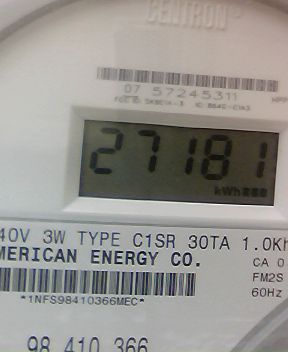 CENTRON®
07 57245311
27181
kWh
40V 3W TYPE C1SR 30TA 1.0Kh
MERICAN ENERGY CO.
CA 0
FM2S
60Hz
*1NFS98410366MEC*
98 410 366